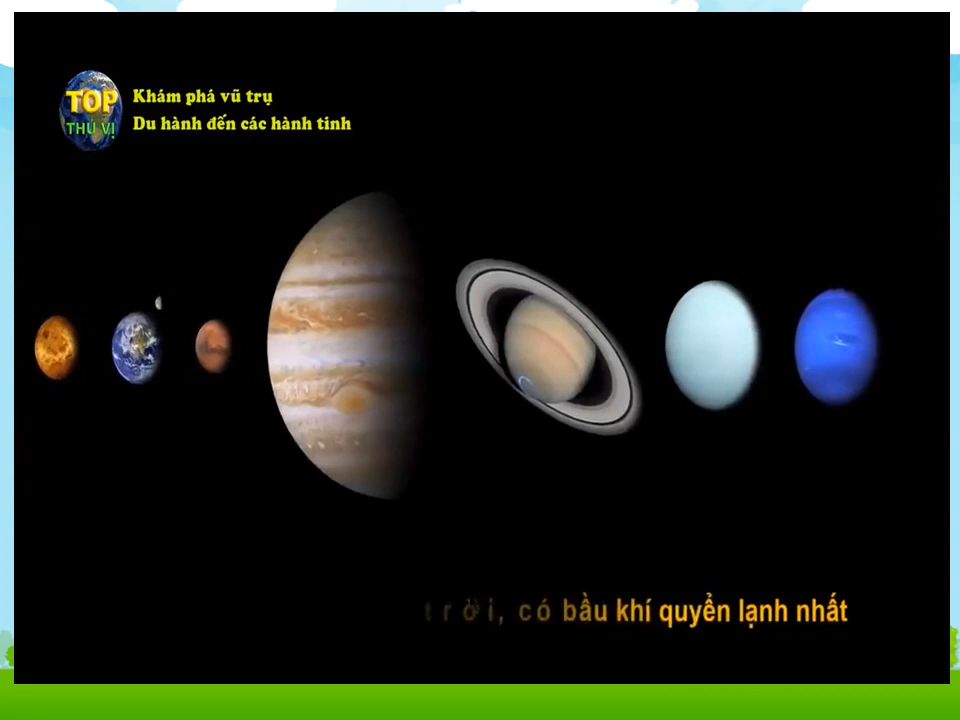 TOP
THÚ VỊ
Khám phá vũ trụ
Du hành đến các hành tinh
trời, có bầu khí quyển lạnh nhất